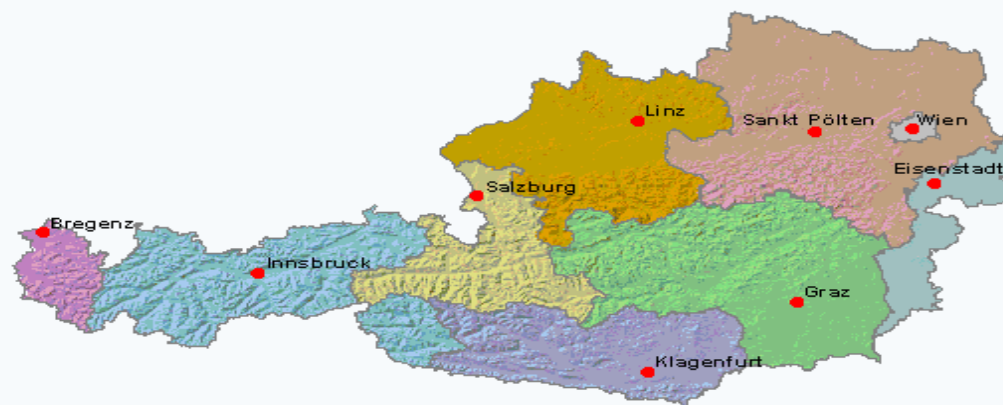 Linz
Sankt Pölten
Wien
Eisenstadt
Salzburg
Bregenz
Innsbruck
Graz
Klagenfurt